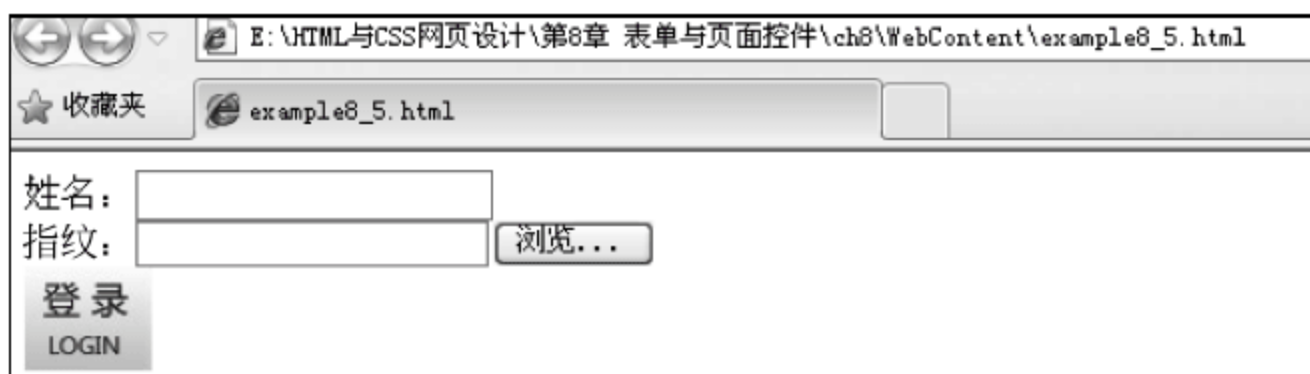 E:\HTML与CSS网页设计\第8章 表单与页面控件\ch8\WebContent\example8_5.html
收藏夹 example8_5.html
姓名：
指纹： 浏览...
登 录
LOGIN